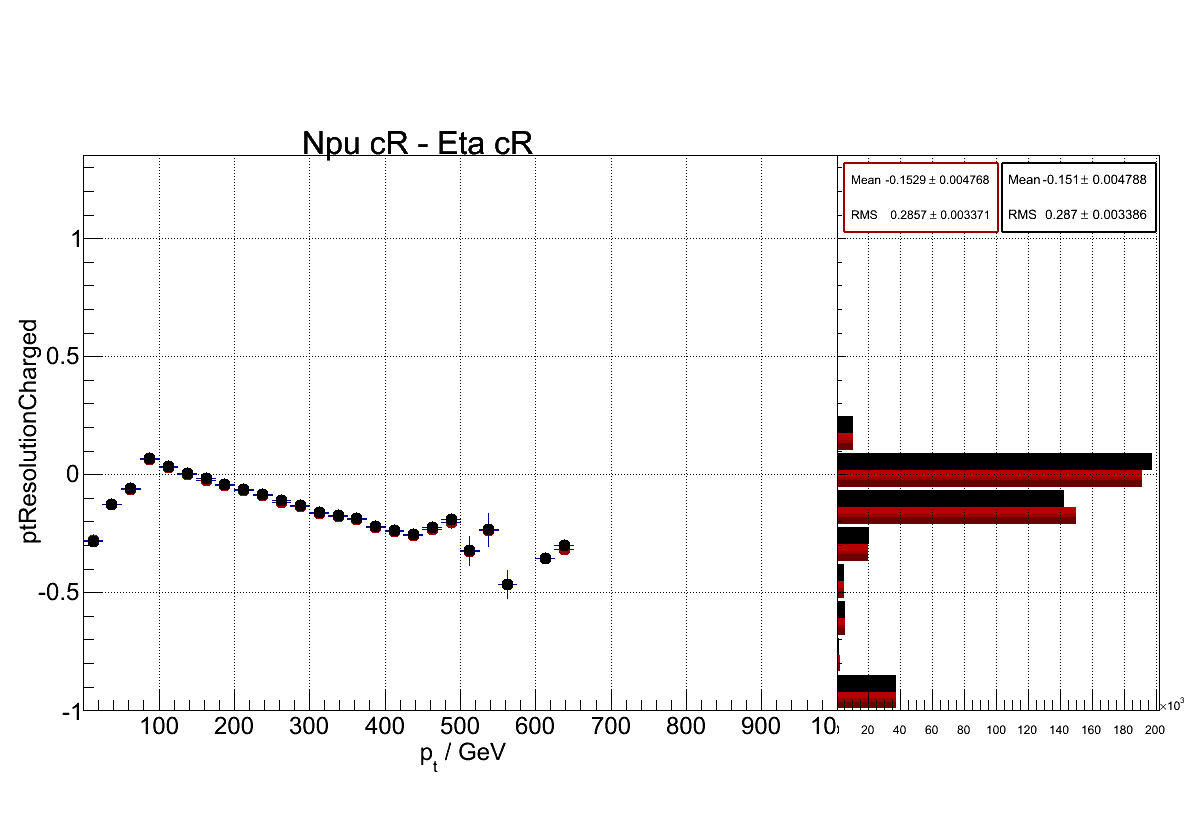 Npu cR - Eta cR
Mean -0.1529 ± 0.004768
RMS 0.2857 ± 0.003371
Mean -0.151 ± 0.004788
RMS 0.287 ± 0.003386
ptResolutionCharged
1
0.5
0
-0.5
-1
100 200 300 400 500 600 700 800 900 10
20 40 60 80 100 120 140 160 180 200
×10³
p_t / GeV